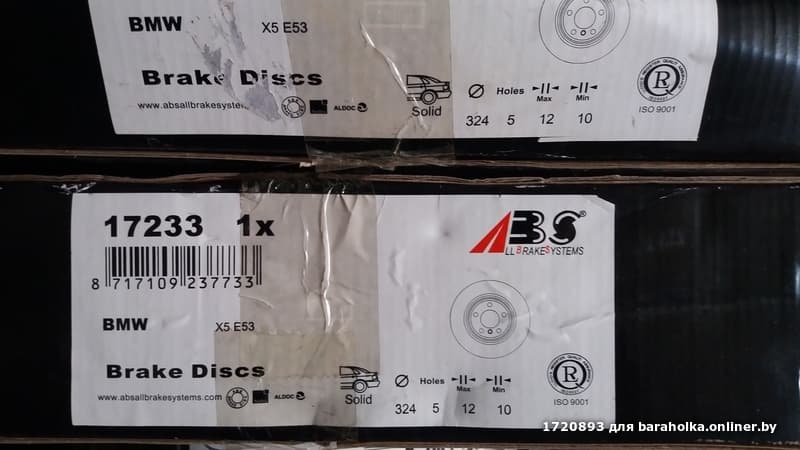 BMW X5 E53
Brake Discs
www.absallbrakesystems ALDOC
Solid
Ø Holes Max Min
324 5 12 10
R
ISO 9001
17233 1x
ABS®
ALL BRAKE SYSTEMS
8 717109 237733
BMW X5 E53
Brake Discs
www.absallbrakesystems.com ALDOC
Solid
Ø Holes Max Min
324 5 12 10
R
ISO 9001
1720893 для baraholka.onliner.by